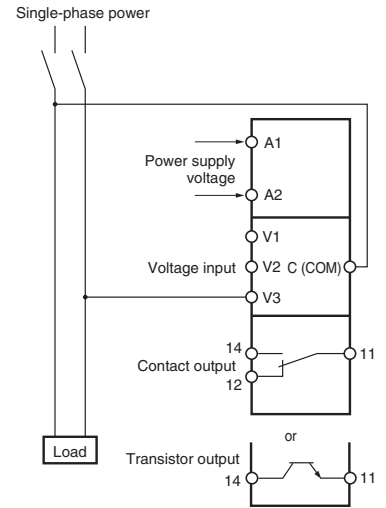 Single-phase power
A1
Power supply
voltage
A2
V1
Voltage input V2 C (COM)
V3
14 11
Contact output
12
or
Load
Transistor output
14 11